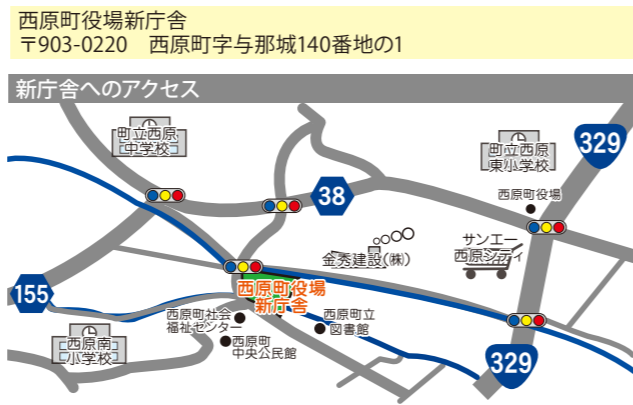 西原町役場新庁舎
〒903-0220　西原町字与那城140番地の1
新庁舎へのアクセス
町立西原
中学校
町立西原
東小学校
329
38
西原町役場
金秀建設(株)
サンエー
西原シティ
155
西原町役場
新庁舎
西原町社会
福祉センター
西原町立
図書館
西原町
中央公民館
西原南
小学校
329